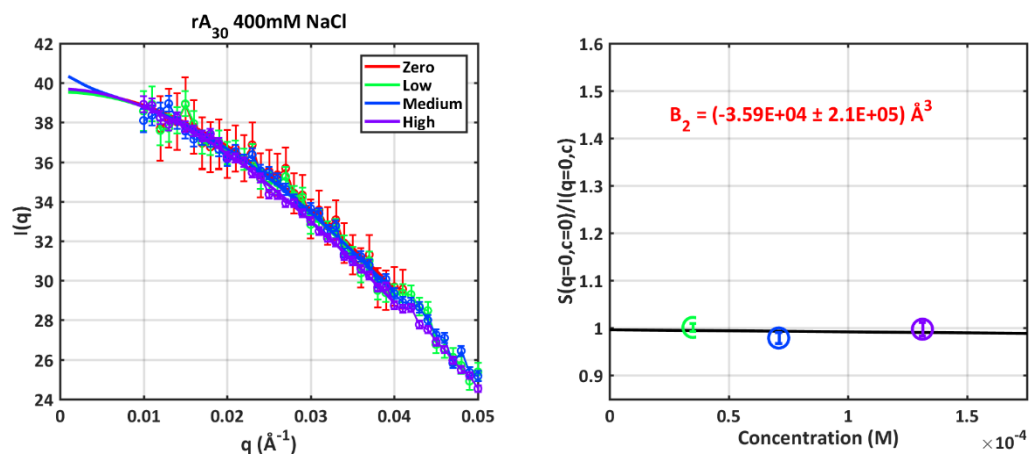 rA30 400mM NaCl
42
40
38
36
34
32
30
28
26
24
I(q)
0
0.01
0.02
0.03
0.04
0.05
q (Å-1)
Zero
Low
Medium
High
1.6
1.5
1.4
1.3
1.2
1.1
1
0.9
S(q=0,c=0)/I(q=0,c)
B2 = (-3.59E+04 ± 2.1E+05) Å3
0
0.5
1
1.5
Concentration (M)
×10-4